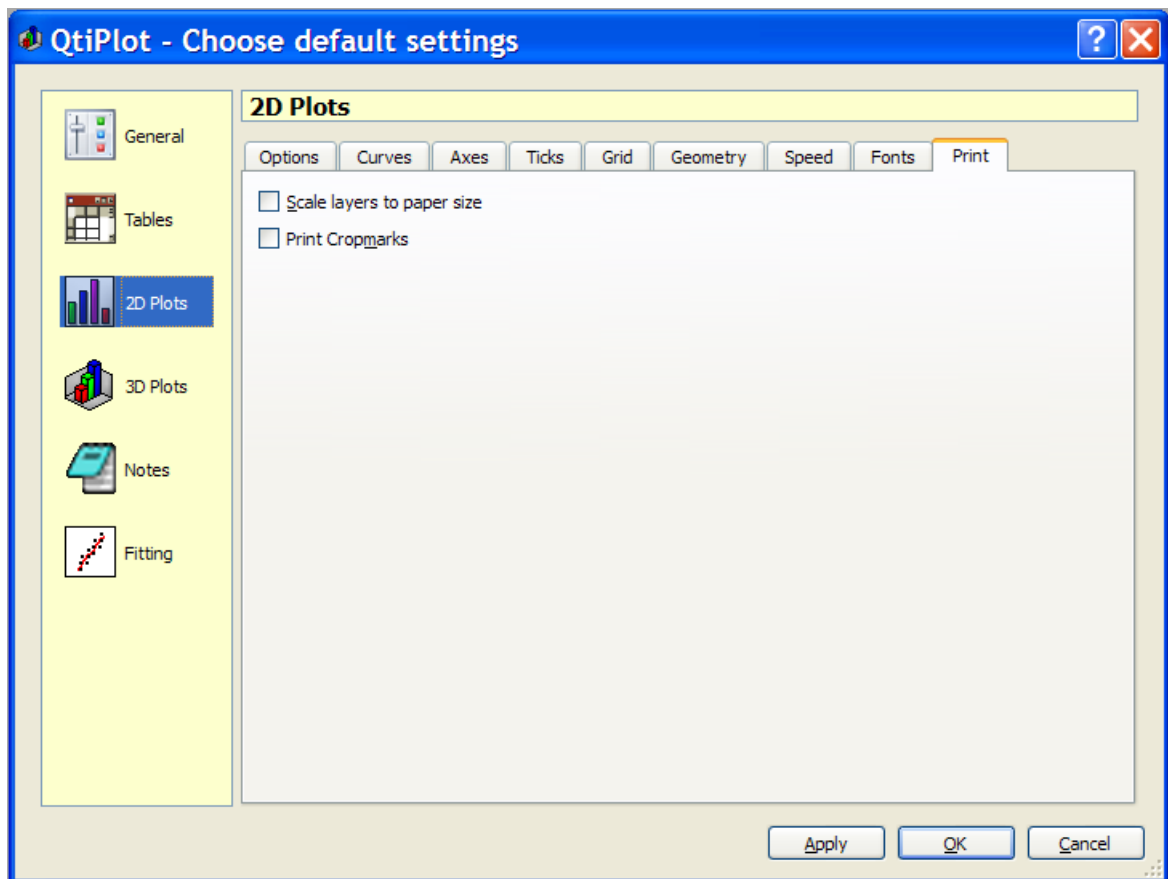 QtiPlot - Choose default settings
General
Tables
2D Plots
3D Plots
Notes
Fitting
2D Plots
Options Curves Axes Ticks Grid Geometry Speed Fonts Print
Scale layers to paper size
Print Cropmarks
Apply OK Cancel